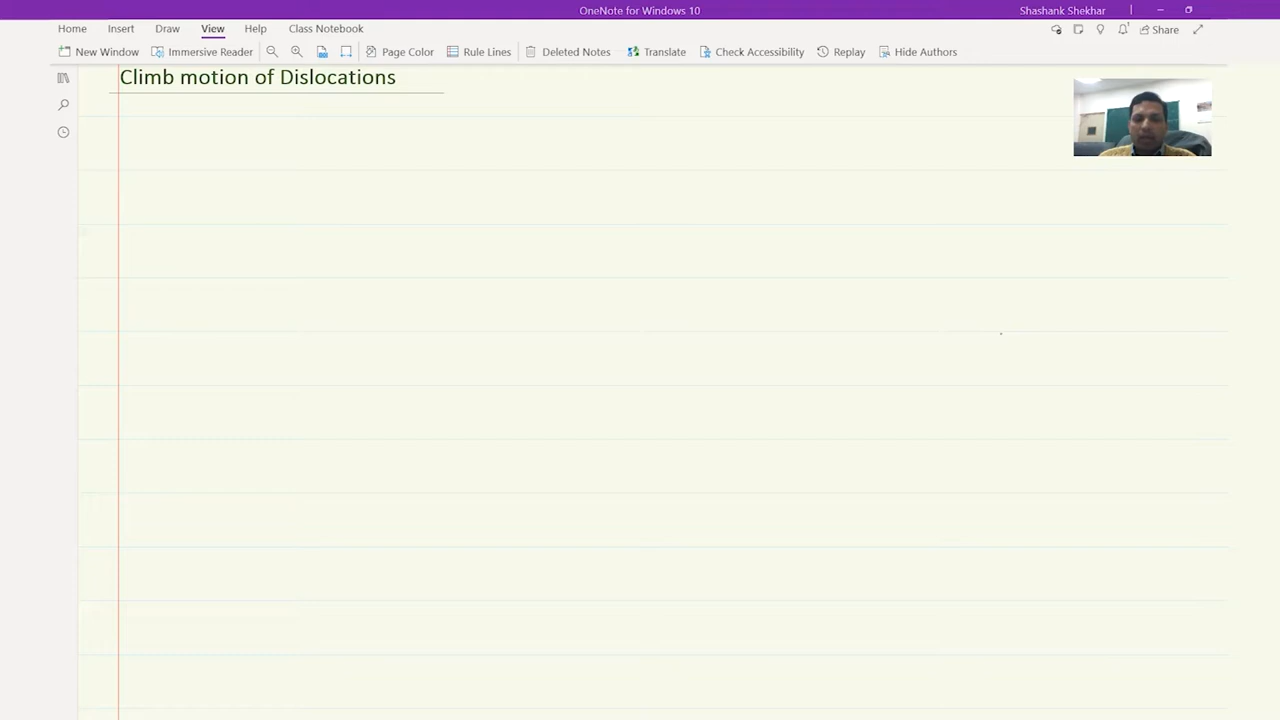 OneNote for Windows 10
Shashank Shekhar
Home Insert Draw View Help Class Notebook
Share
New Window Immersive Reader Page Color Rule Lines Deleted Notes Translate Check Accessibility Replay Hide Authors
Climb motion of Dislocations